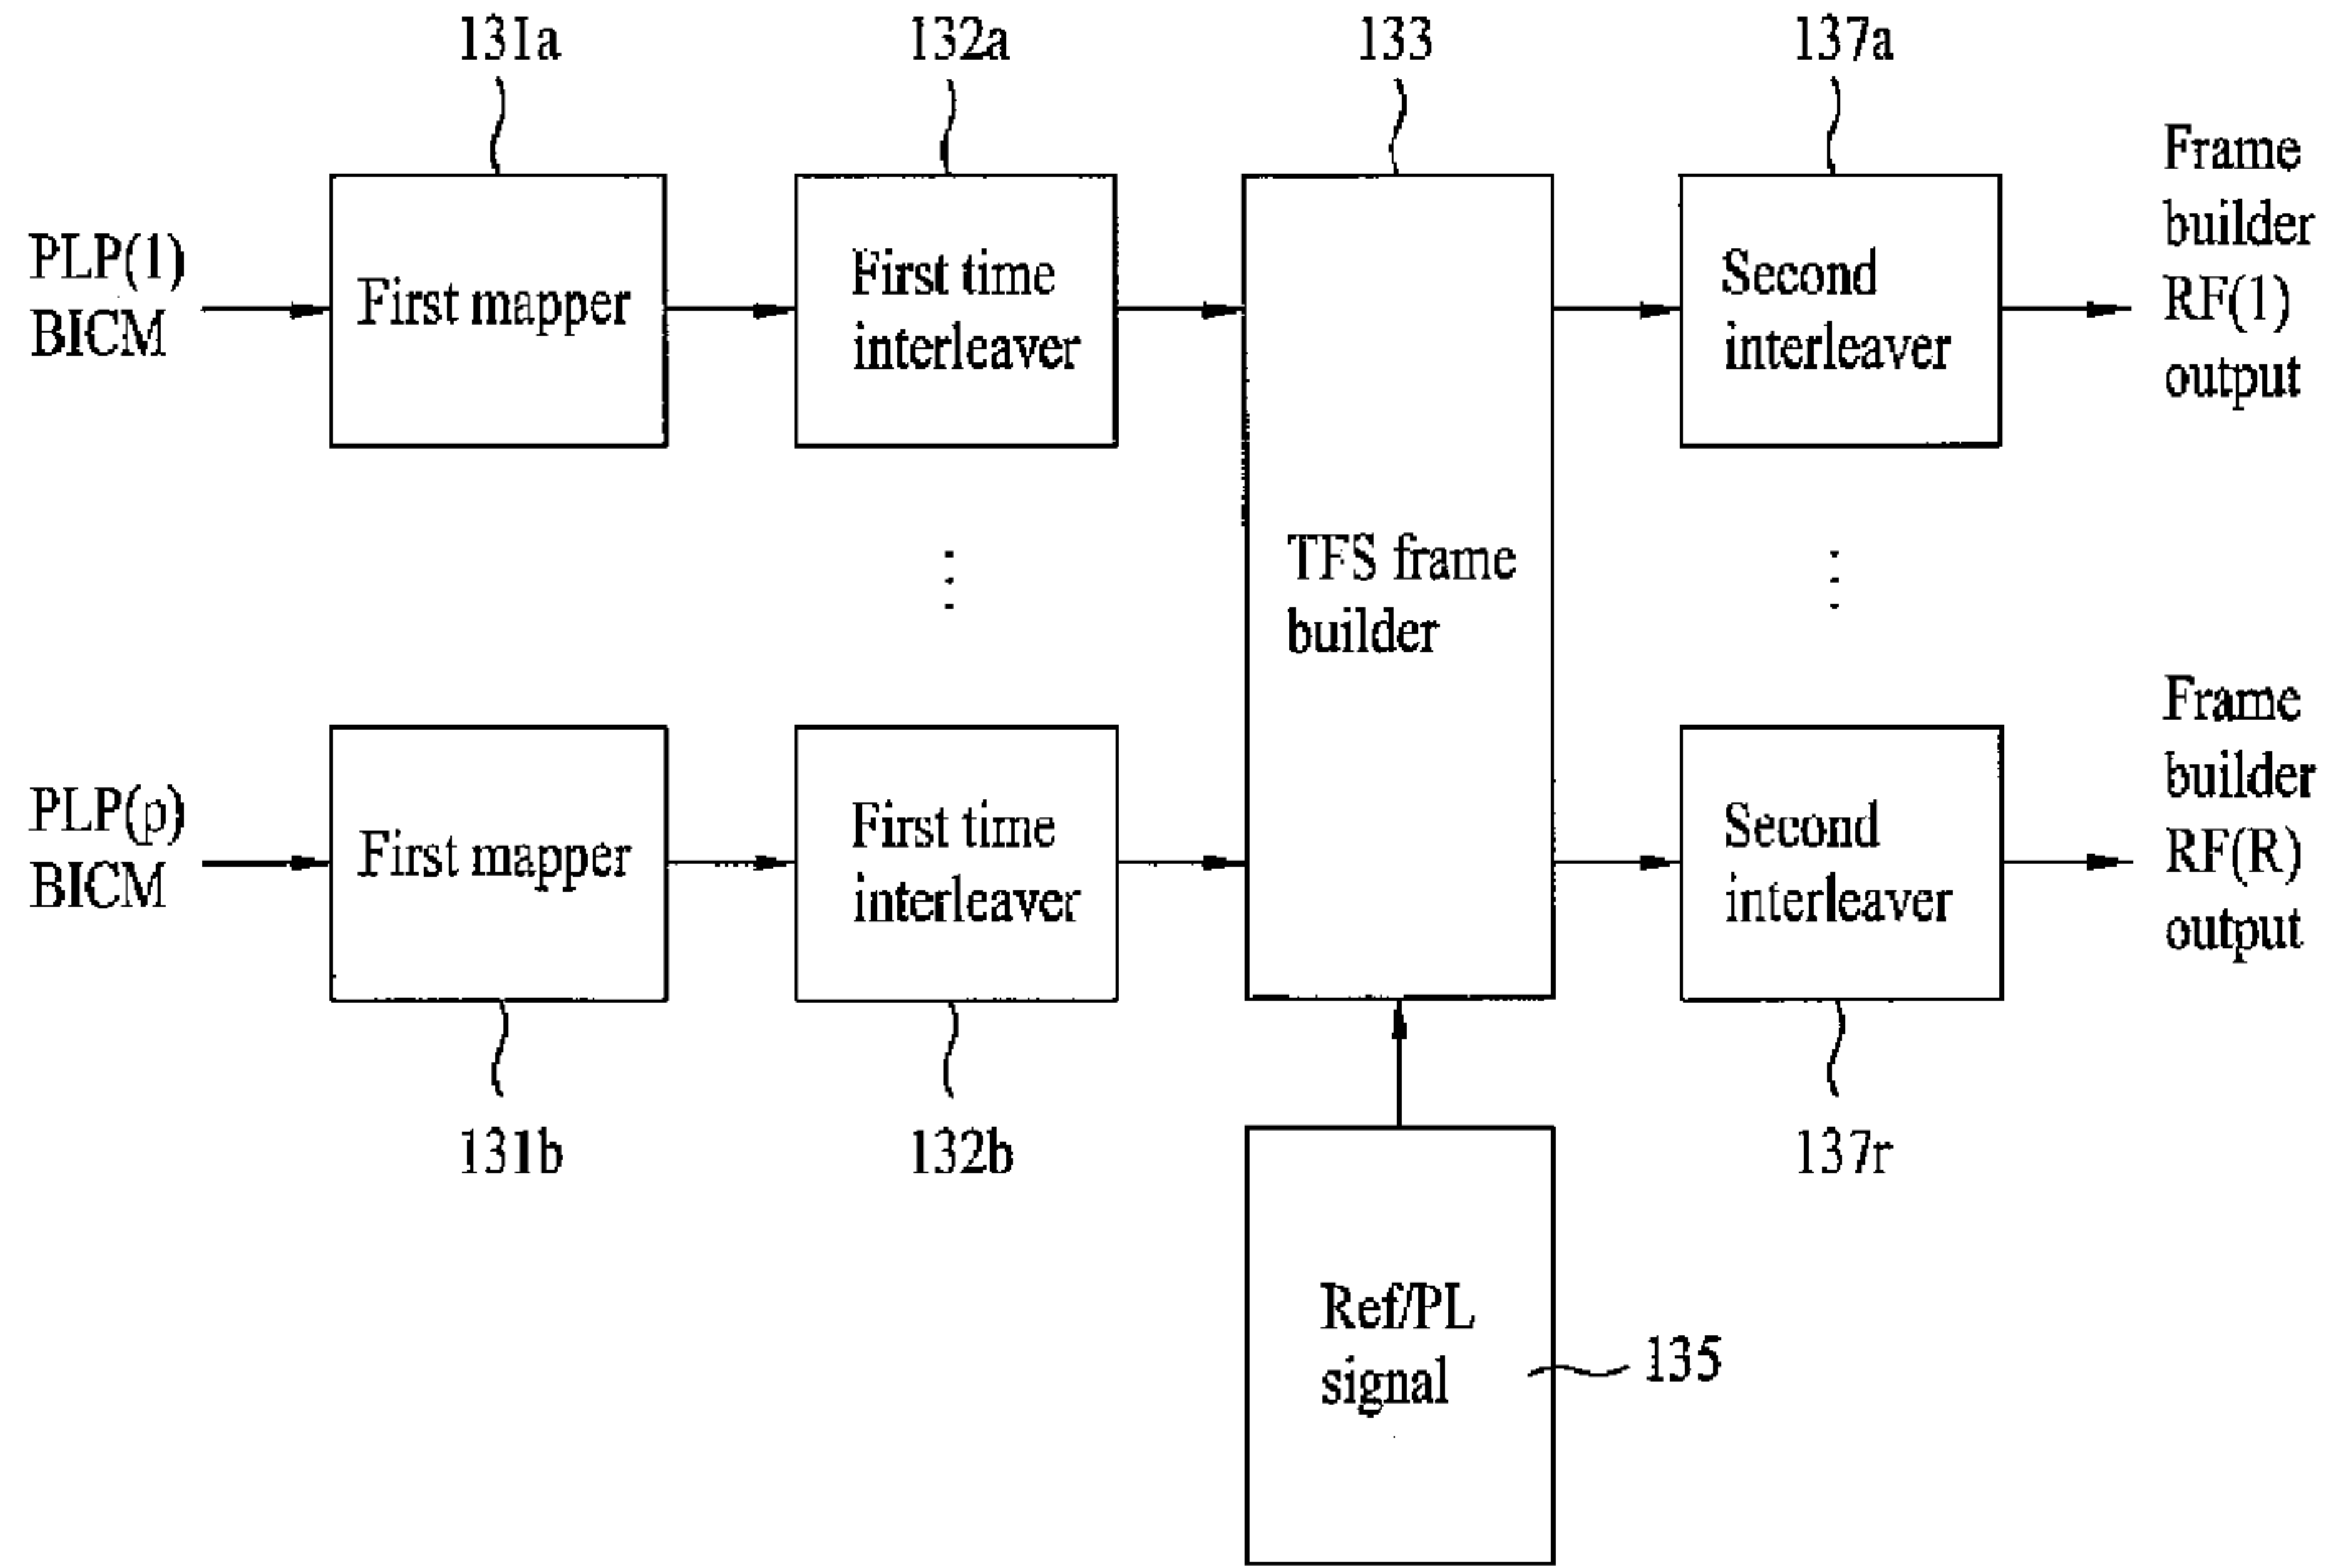 131a
132a
133
137a
PLP(1)
BICM
First mapper
First time
interleaver
Second
interleaver
Frame
builder
RF(1)
output
TFS frame
builder
PLP(p)
BICM
First mapper
First time
interleaver
Second
interleaver
Frame
builder
RF(R)
output
131b
132b
137r
Ref/PL
signal
135